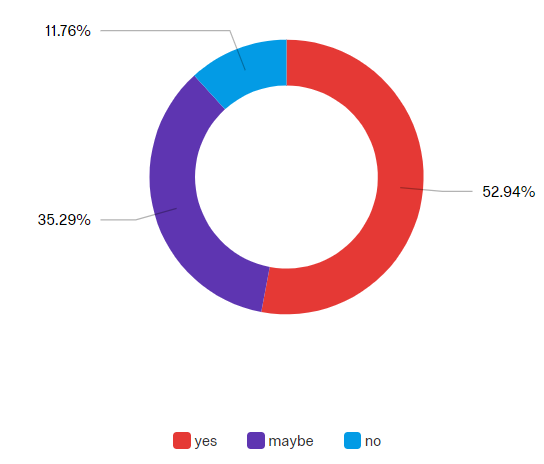 11.76%
52.94%
35.29%
yes maybe no